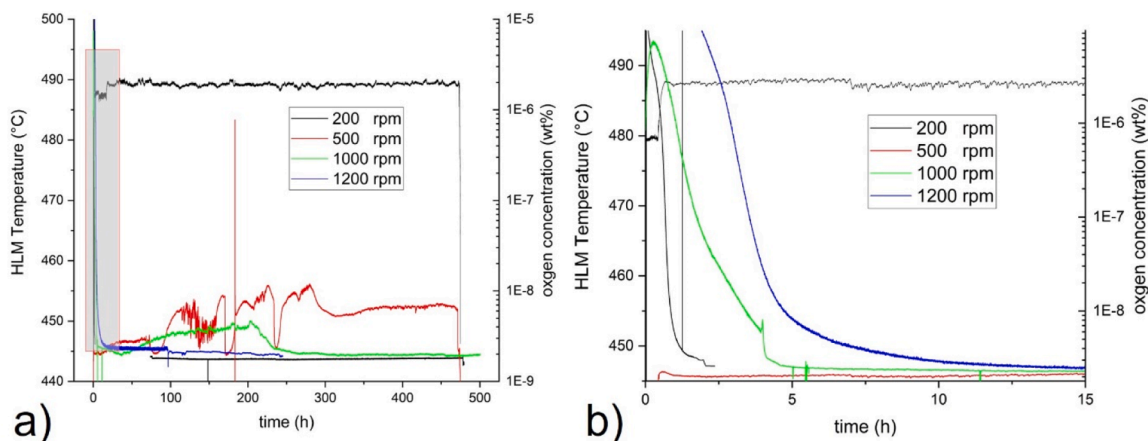 500
490
480
470
460
450
440
HLM Temperature (°C)
0
100
200
300
400
500
time (h)
1E-5
1E-6
1E-7
1E-8
1E-9
oxgen concentration (wt%)
200 rpm
500 rpm
1000 rpm
1200 rpm
a)
490
480
470
460
450
HLM Temperature (°C)
0
5
10
15
time (h)
1E-6
1E-7
1E-8
oxgen concentration (wt%)
200 rpm
500 rpm
1000 rpm
1200 rpm
b)